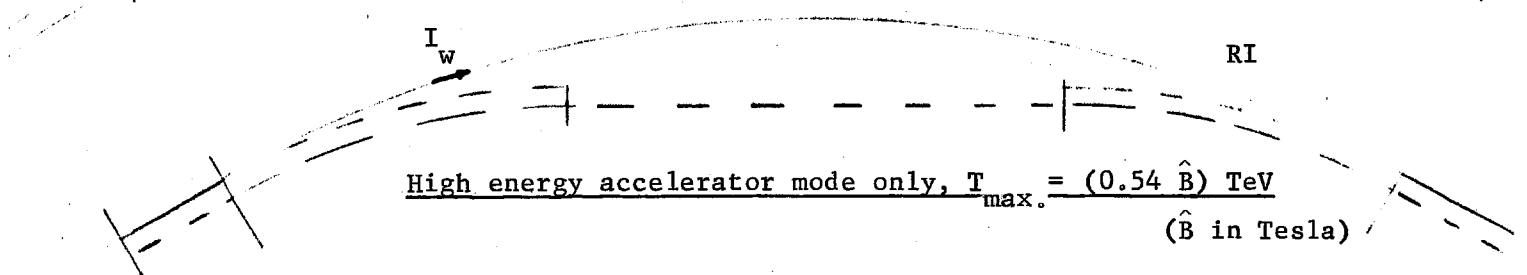 I_w
RI
High energy accelerator mode only, T_max. = (0.54 B̂) TeV
(B̂ in Tesla)